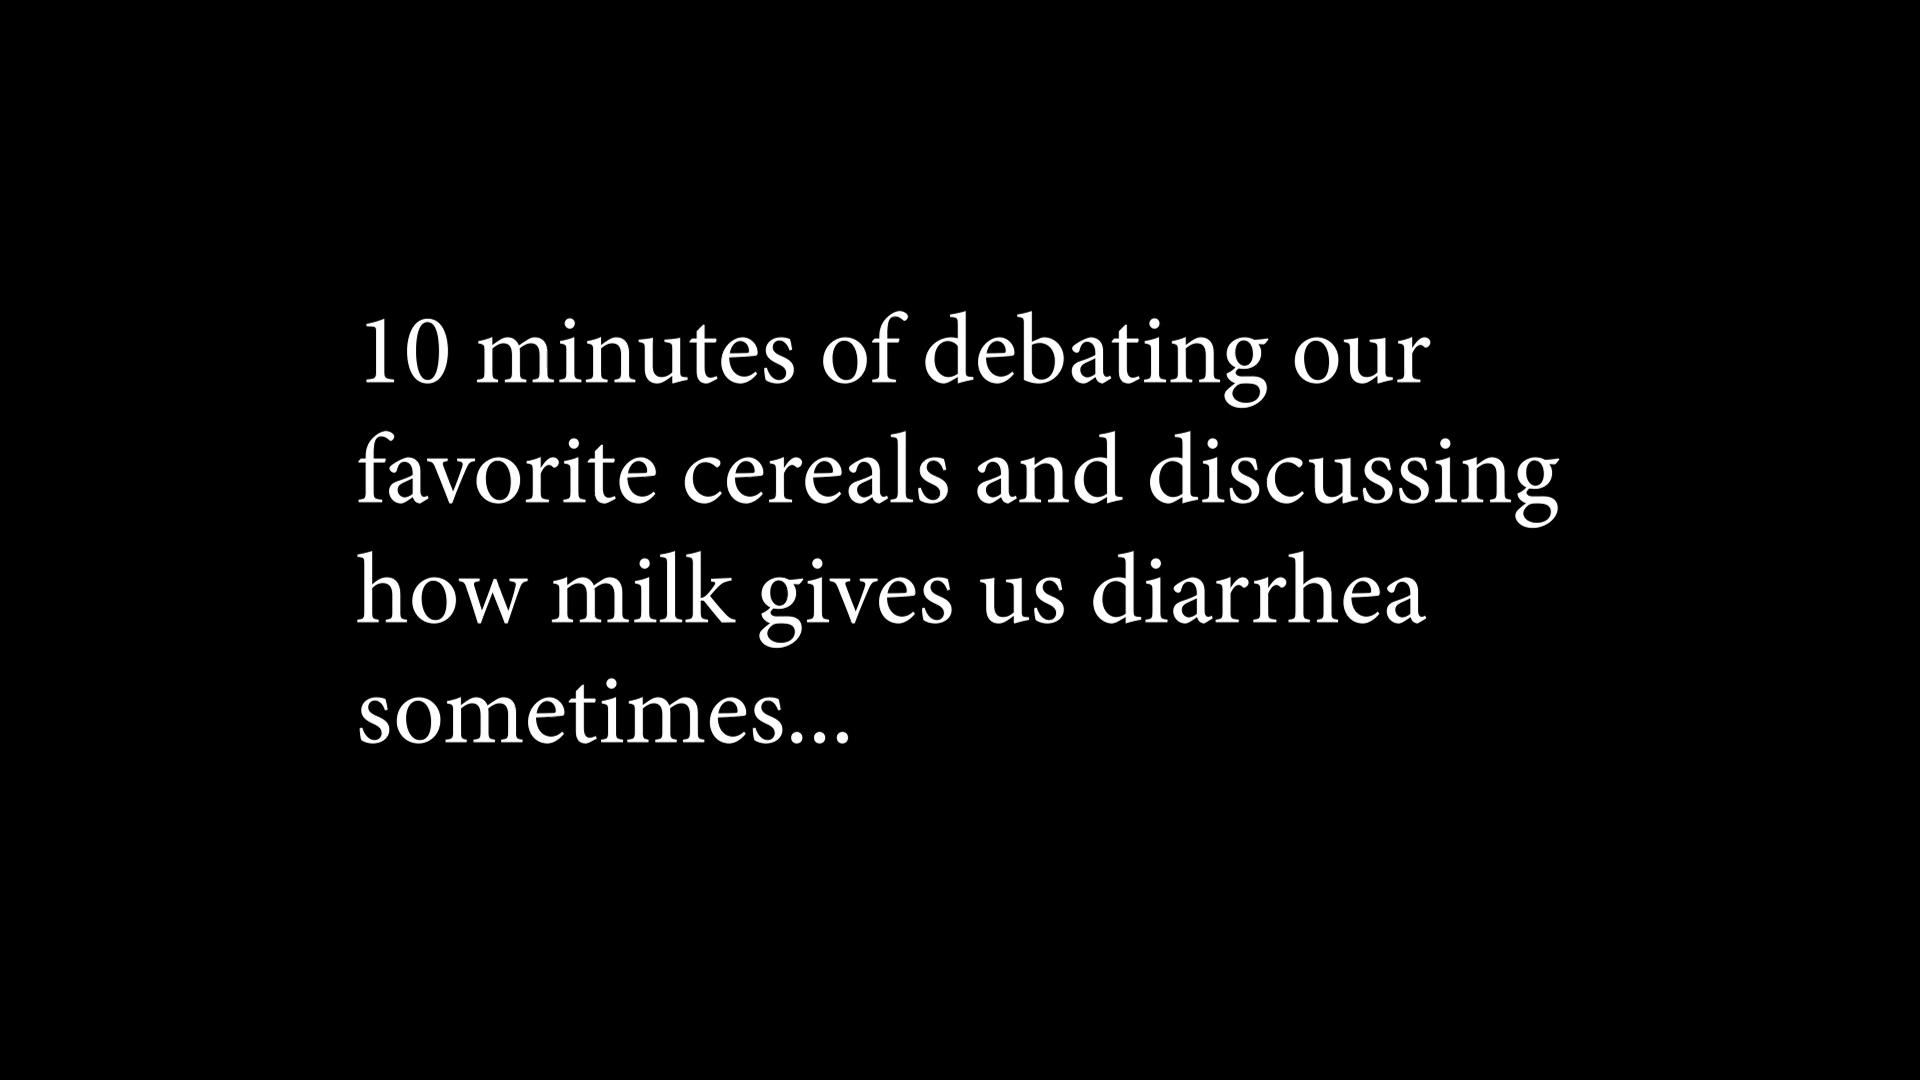 10 minutes of debating our
favorite cereals and discussing
how milk gives us diarrhea
sometimes...